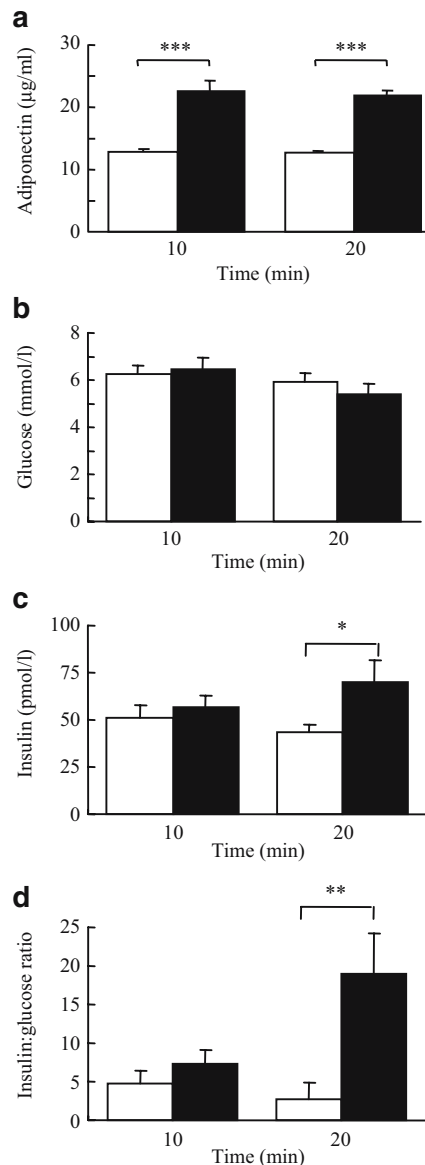 a
Adiponectin (µg/ml)
30
20
10
0
***
***
10
20
Time (min)
b
Glucose (mmol/l)
8
6
4
2
0
10
20
Time (min)
c
Insulin (pmol/l)
100
75
50
25
0
*
10
20
Time (min)
d
Insulin:glucose ratio
25
20
15
10
5
0
**
10
20
Time (min)